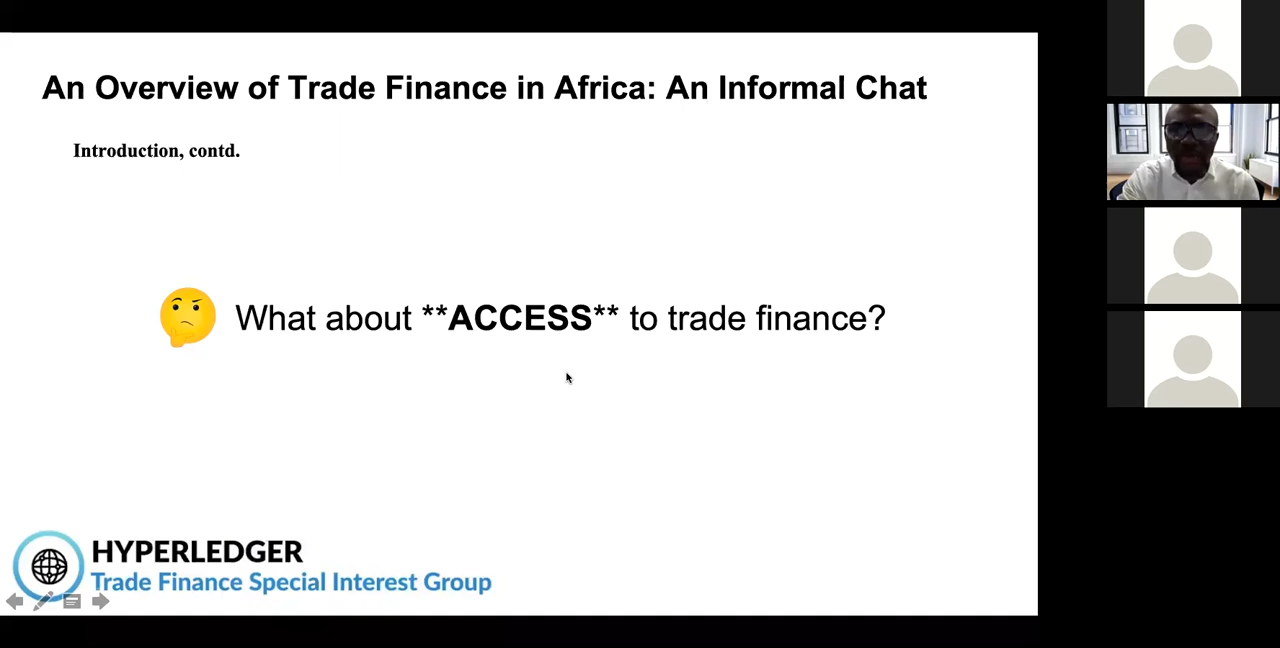 An Overview of Trade Finance in Africa: An Informal Chat
Introduction, contd.
What about **ACCESS** to trade finance?
HYPERLEDGER
Trade Finance Special Interest Group